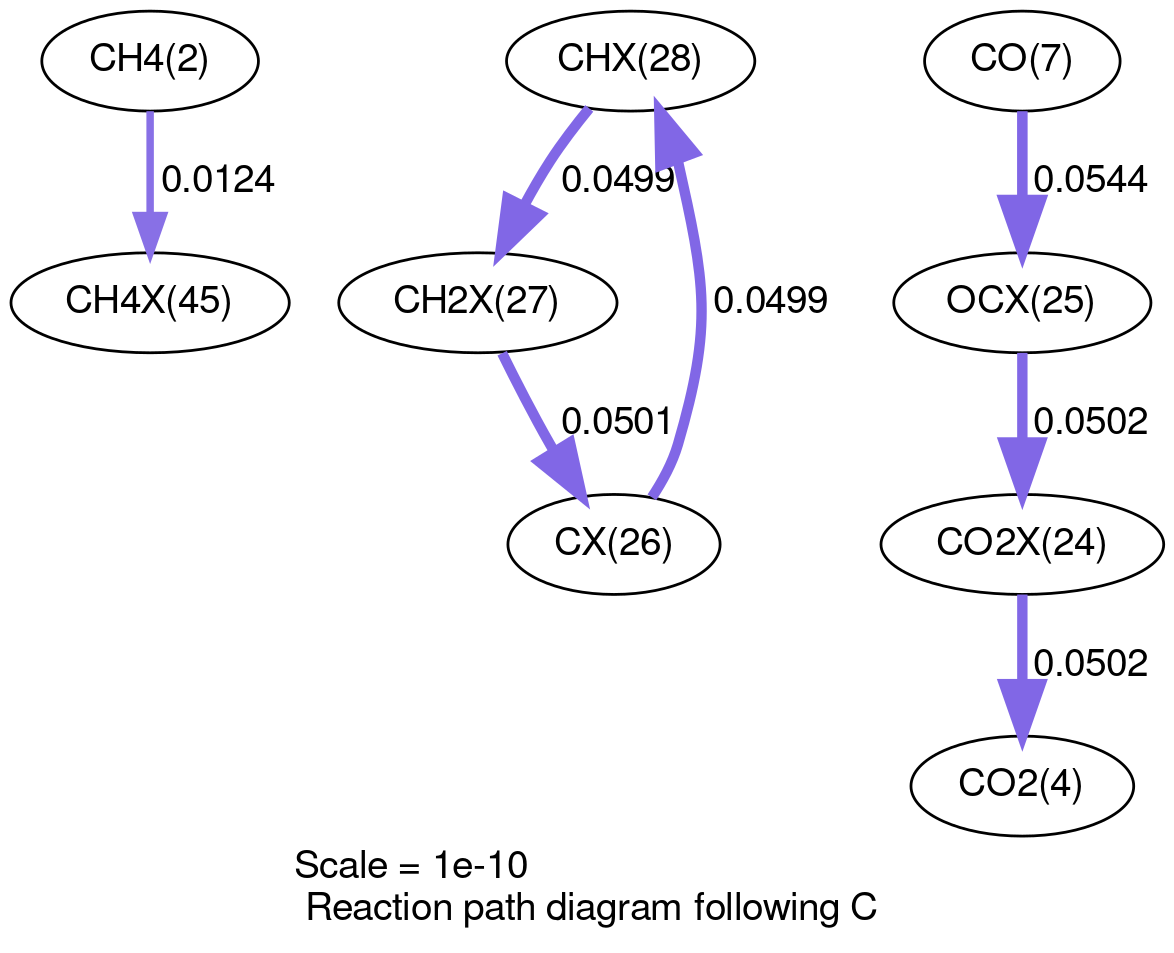 CH4(2)
CHX(28)
CO(7)
0.0124
0.0499
0.0544
CH4X(45)
CH2X(27)
0.0499
OCX(25)
0.0501
0.0502
CX(26)
CO2X(24)
0.0502
CO2(4)
Scale = 1e-10
Reaction path diagram following C